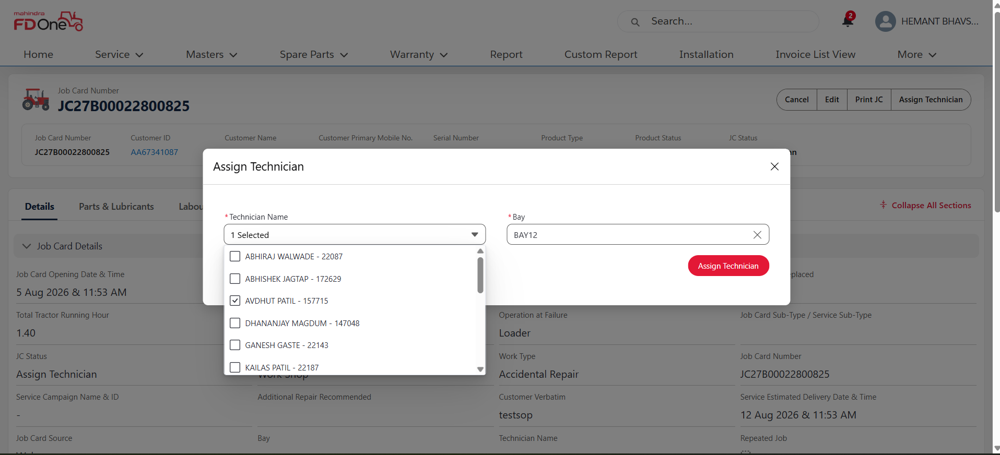 mahindra
FDOne
Search...
2
HEMANT BHAVS...
Home
Service
Masters
Spare Parts
Warranty
Report
Custom Report
Installation
Invoice List View
More
Job Card Number
JC27B00022800825
Cancel
Edit
Print JC
Assign Technician
Job Card Number
Customer ID
Customer Name
Customer Primary Mobile No.
Serial Number
Product Type
Product Status
JC Status
JC27B00022800825
AA67341087
Assign Technician
Details
Parts & Lubricants
Labou
Collapse All Sections
* Technician Name
* Bay
1 Selected
BAY12
ABHIRAJ WALWADE - 22087
ABHISHEK JAGTAP - 172629
AVDHUT PATIL - 157715
DHANANJAY MAGDUM - 147048
GANESH GASTE - 22143
KAILAS PATIL - 22187
Assign Technician
Job Card Details
Job Card Opening Date & Time
placed
5 Aug 2026 & 11:53 AM
Total Tractor Running Hour
Operation at Failure
Job Card Sub-Type / Service Sub-Type
1.40
Loader
JC Status
Work Type
Job Card Number
Assign Technician
Work Shop
Accidental Repair
JC27B00022800825
Service Campaign Name & ID
Additional Repair Recommended
Customer Verbatim
Service Estimated Delivery Date & Time
-
testsop
12 Aug 2026 & 11:53 AM
Job Card Source
Bay
Technician Name
Repeated Job